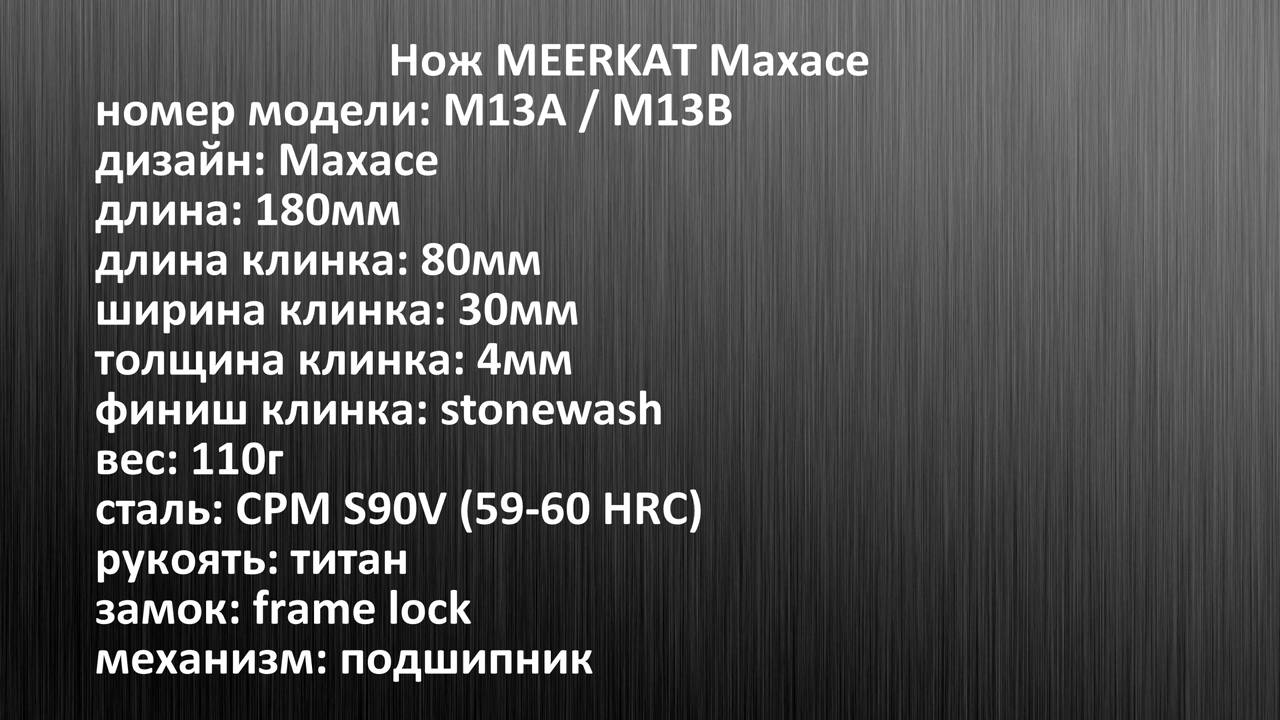 Нож MEERKAT Maxace
номер модели: M13A / M13B
дизайн: Maxace
длина: 180мм
длина клинка: 80мм
ширина клинка: 30мм
толщина клинка: 4мм
финиш клинка: stonewash
вес: 110г
сталь: CPM S90V (59-60 HRC)
рукоять: титан
замок: frame lock
механизм: подшипник